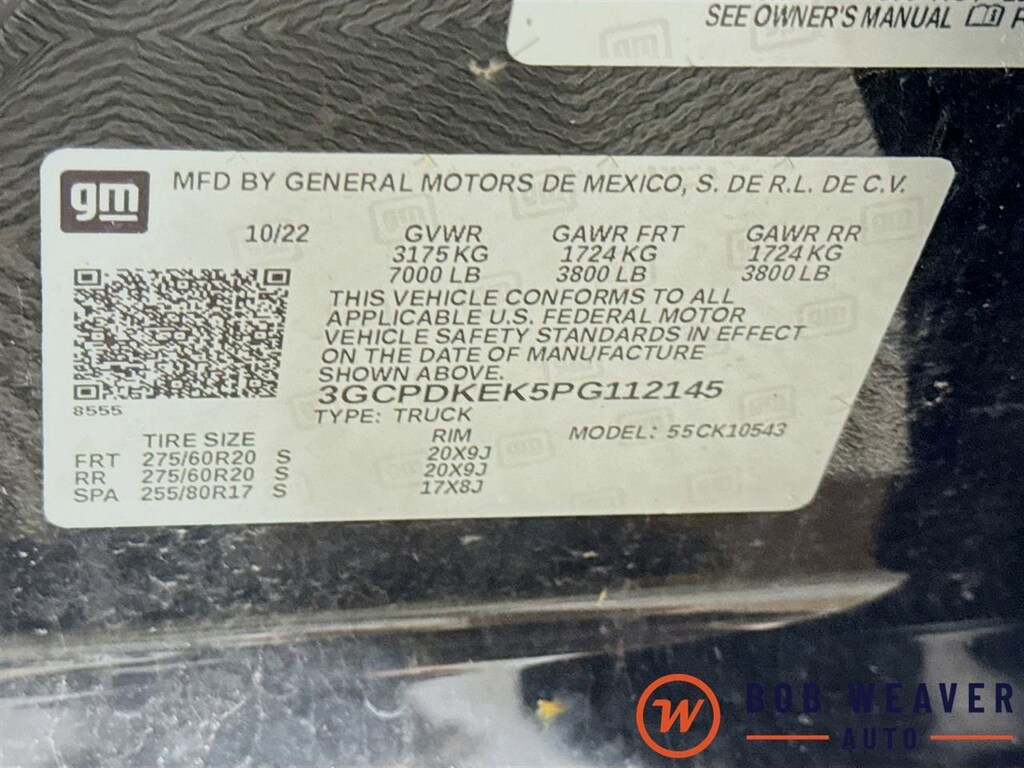 SEE OWNER'S MANUAL
gm
MFD BY GENERAL MOTORS DE MEXICO, S. DE R.L. DE C.V.
10/22 GVWR GAWR FRT GAWR RR
3175 KG 1724 KG 1724 KG
7000 LB 3800 LB 3800 LB
THIS VEHICLE CONFORMS TO ALL
APPLICABLE U.S. FEDERAL MOTOR
VEHICLE SAFETY STANDARDS IN EFFECT
ON THE DATE OF MANUFACTURE
SHOWN ABOVE.
3GCPDKEK5PG112145
8555
TYPE: TRUCK
TIRE SIZE RIM MODEL: 55CK10543
FRT 275/60R20 S 20X9J
RR 275/60R20 S 20X9J
SPA 255/80R17 S 17X8J
W BOB WEAVER
AUTO